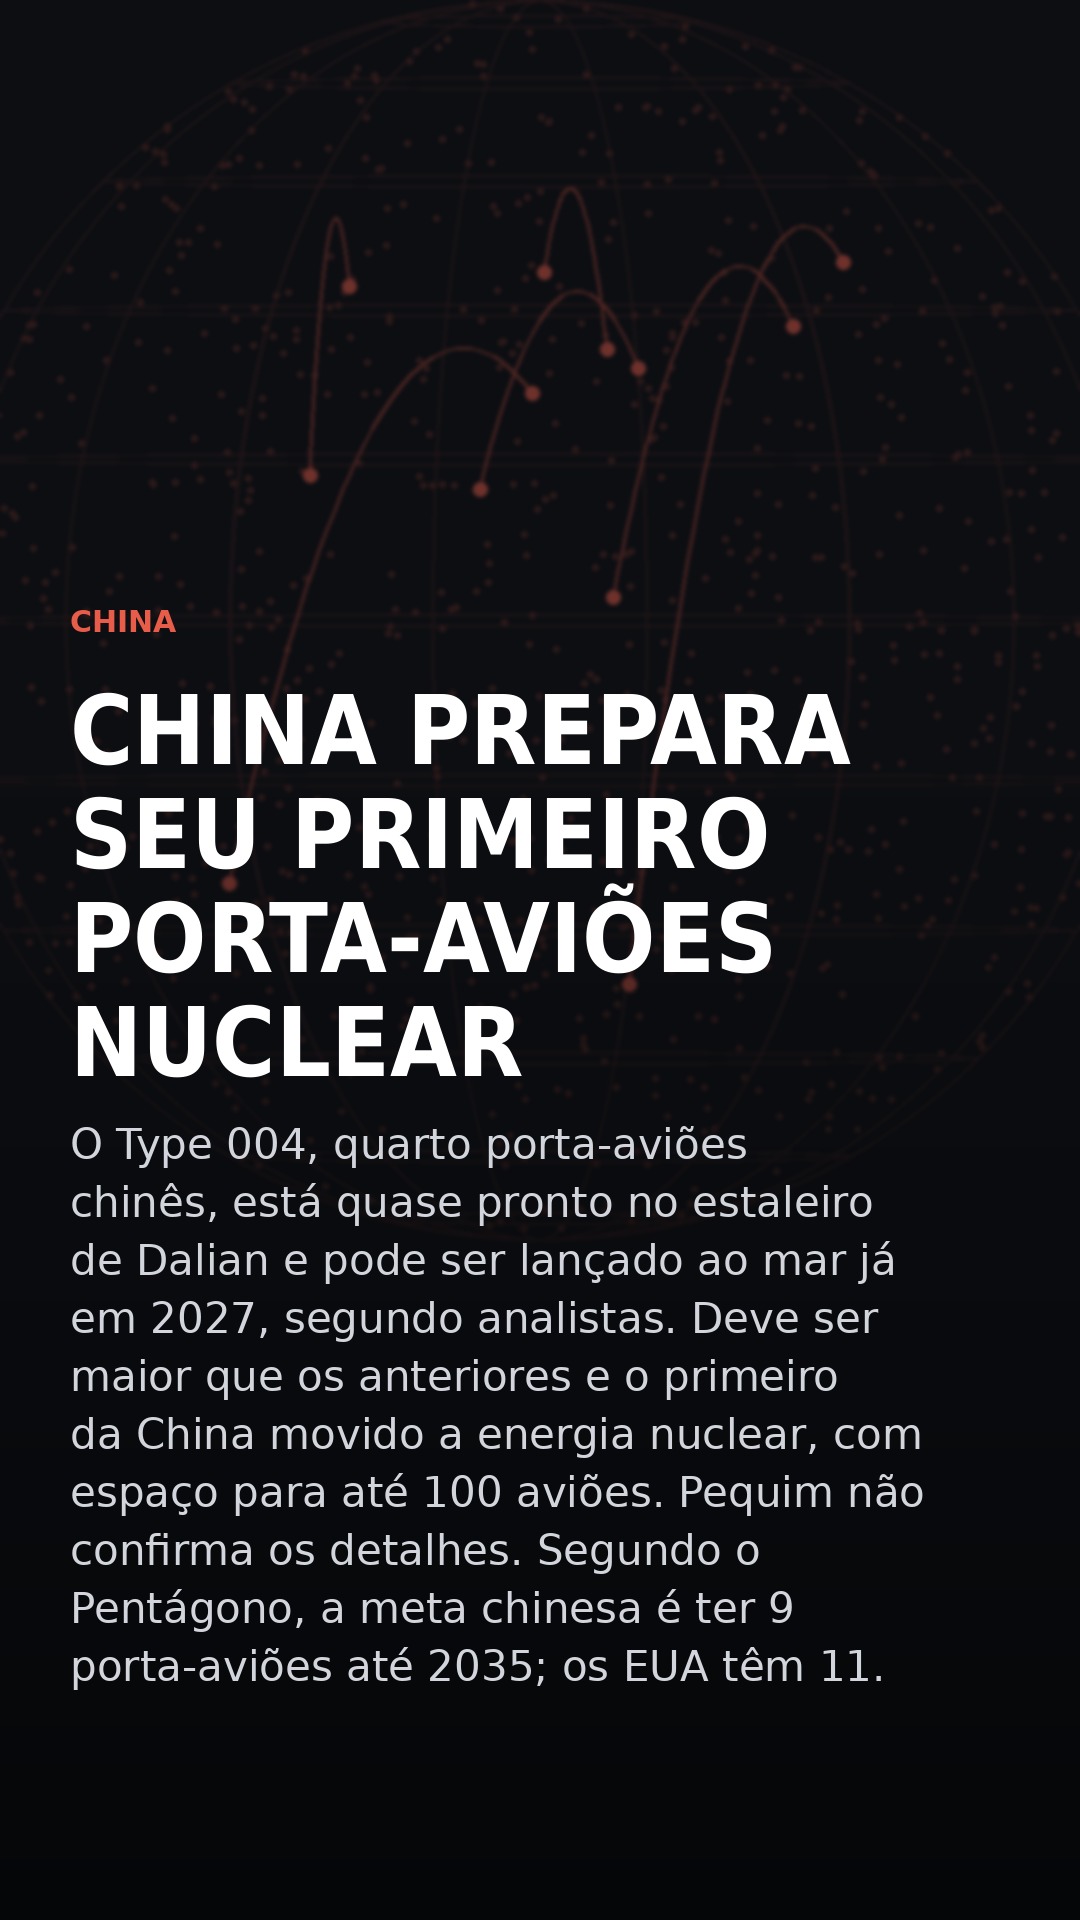 CHINA
CHINA PREPARA
SEU PRIMEIRO
PORTA-AVIÕES
NUCLEAR
O Type 004, quarto porta-aviões
chinês, está quase pronto no estaleiro
de Dalian e pode ser lançado ao mar já
em 2027, segundo analistas. Deve ser
maior que os anteriores e o primeiro
da China movido a energia nuclear, com
espaço para até 100 aviões. Pequim não
confirma os detalhes. Segundo o
Pentágono, a meta chinesa é ter 9
porta-aviões até 2035; os EUA têm 11.